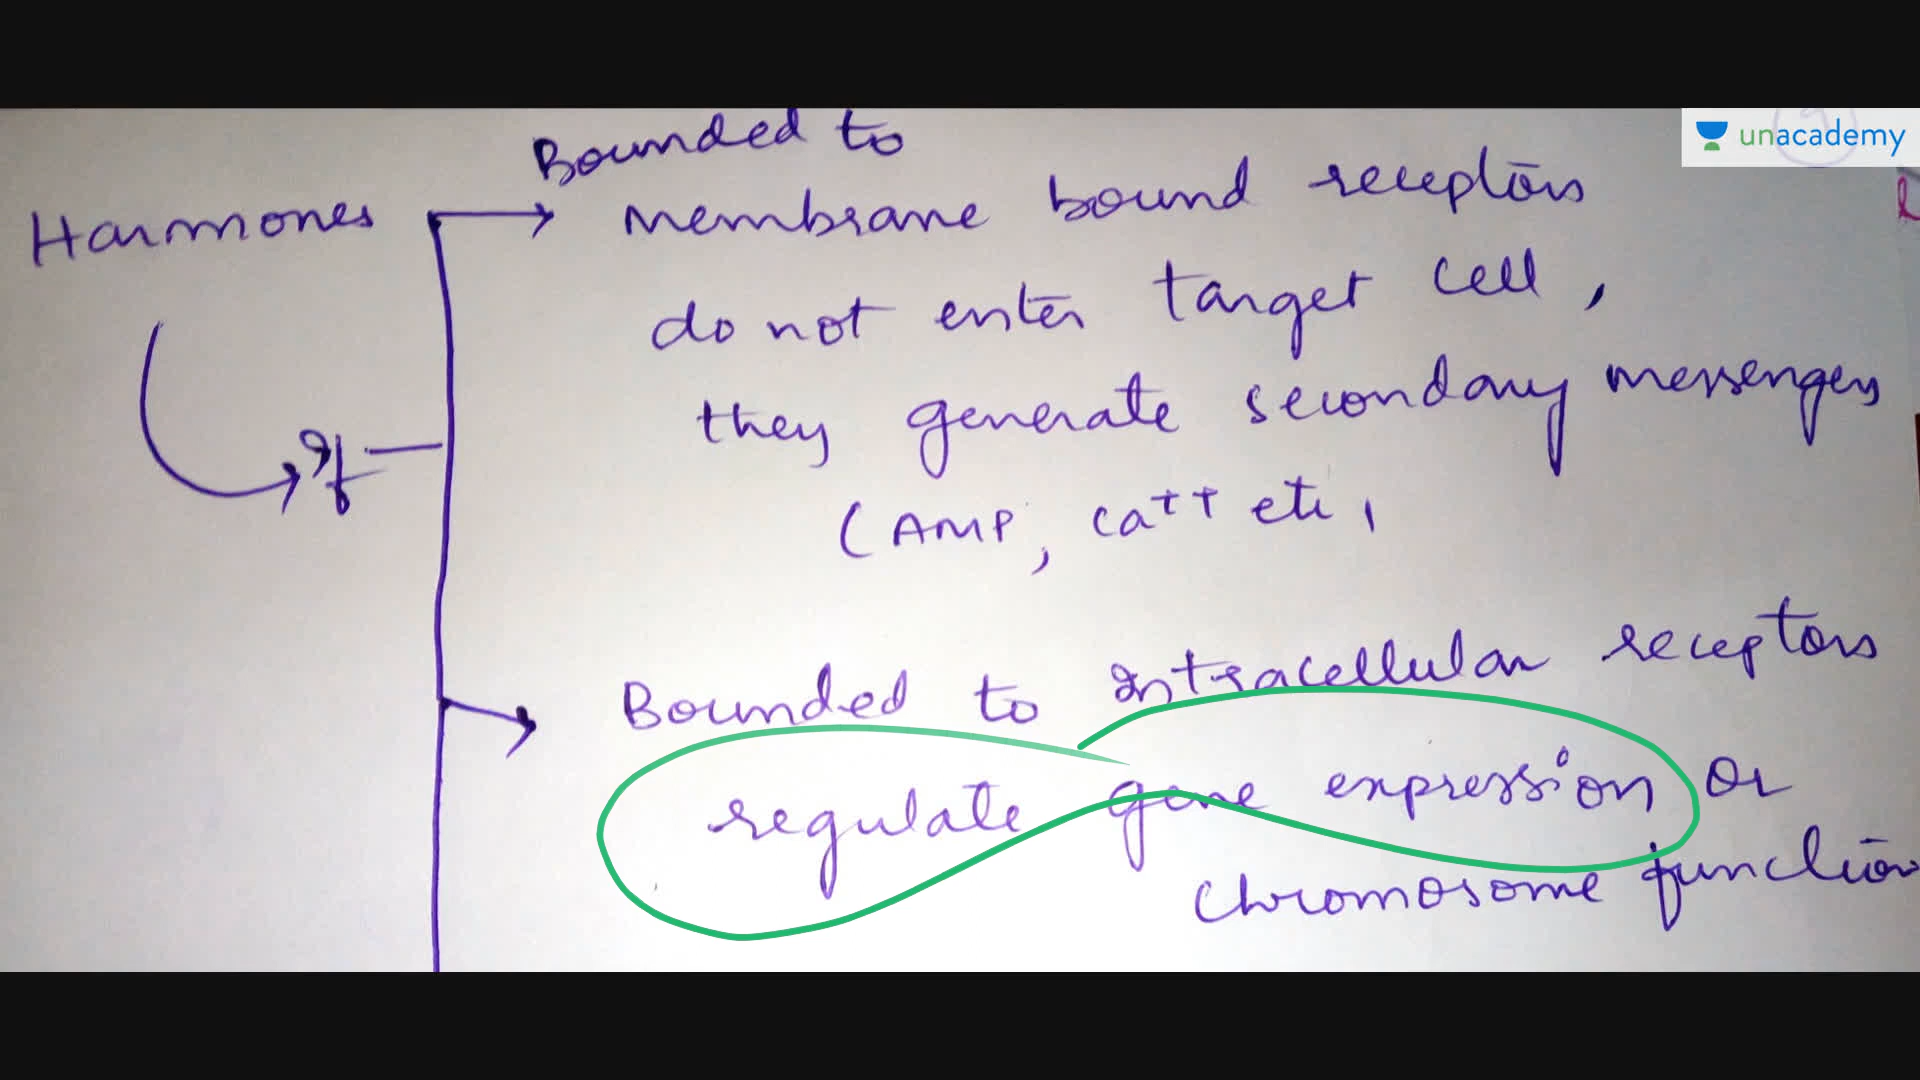 unacademy
Harmones
Bounded to
membrane bound receptors
do not enter target cell,
they generate secondary messengers
(AMP, ca++ etc,
If
Bounded to Intracellular receptors
regulate gene expression or
chromosome function